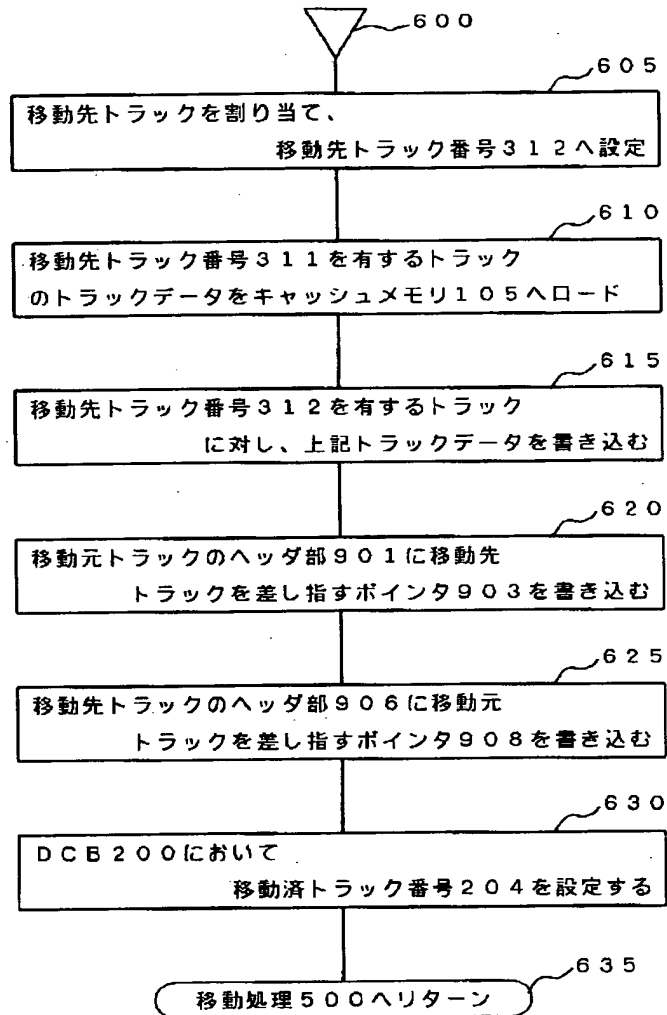 600
605
移動先トラックを割り当て、
移動先トラック番号312へ設定
610
移動先トラック番号311を有するトラック
のトラックデータをキャッシュメモリ105へロード
615
移動先トラック番号312を有するトラック
に対し、上記トラックデータを書き込む
620
移動元トラックのヘッダ部901に移動先
トラックを差し指すポインタ903を書き込む
625
移動先トラックのヘッダ部906に移動元
トラックを差し指すポインタ908を書き込む
630
DCB200において
移動済トラック番号204を設定する
635
移動処理500へリターン